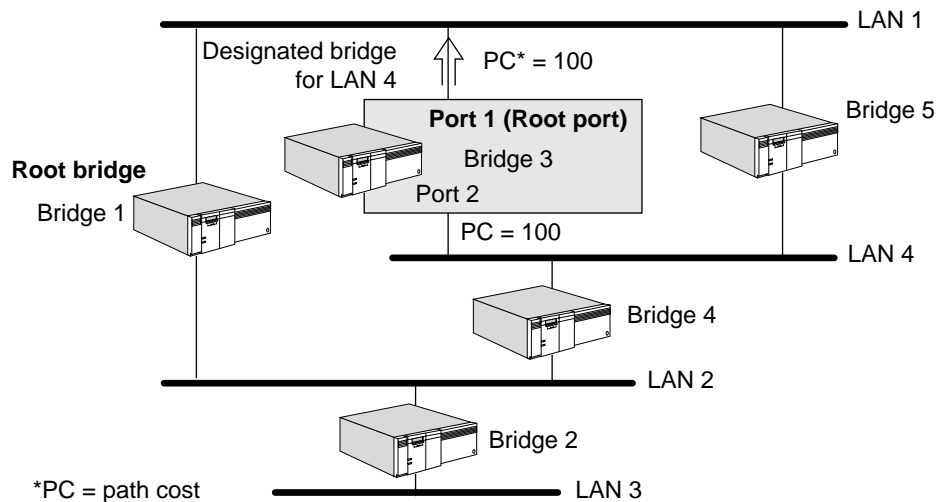 LAN 1
Designated bridge
for LAN 4
PC* = 100
Bridge 5
Port 1 (Root port)
Bridge 3
Root bridge
Port 2
Bridge 1
PC = 100
LAN 4
Bridge 4
LAN 2
Bridge 2
*PC = path cost
LAN 3